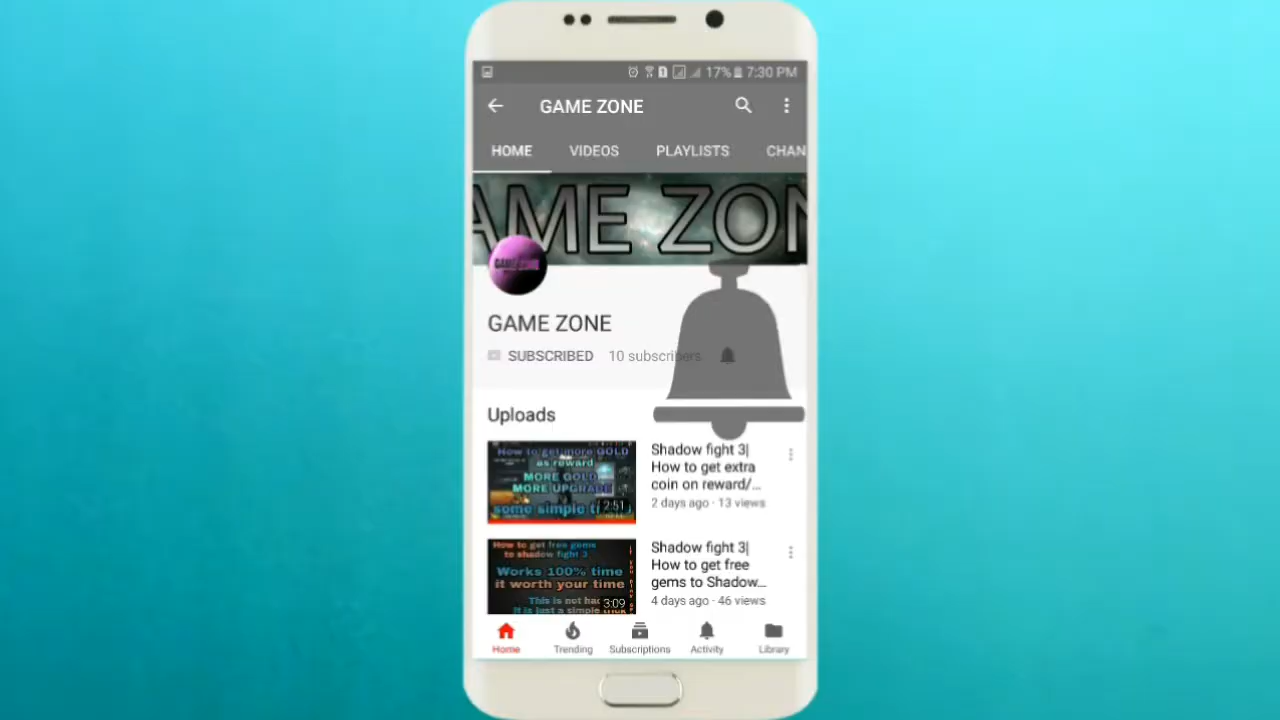 17% 7:30 PM
GAME ZONE
HOME VIDEOS PLAYLISTS CHAN
AME ZON
GAME ZONE
SUBSCRIBED 10 subscribers
Uploads
How to get more GOLD
as reward
MORE GOLD
MORE UPGRADE
some simple
2:51
Shadow fight 3|
How to get extra
coin on reward/...
2 days ago · 13 views
How to get free gems
to shadow fight 3
Works 100% time
it worth your time
This is not
It is just a simple trick
3:09
Shadow fight 3|
How to get free
gems to Shadow...
4 days ago · 46 views
Home Trending Subscriptions Activity Library